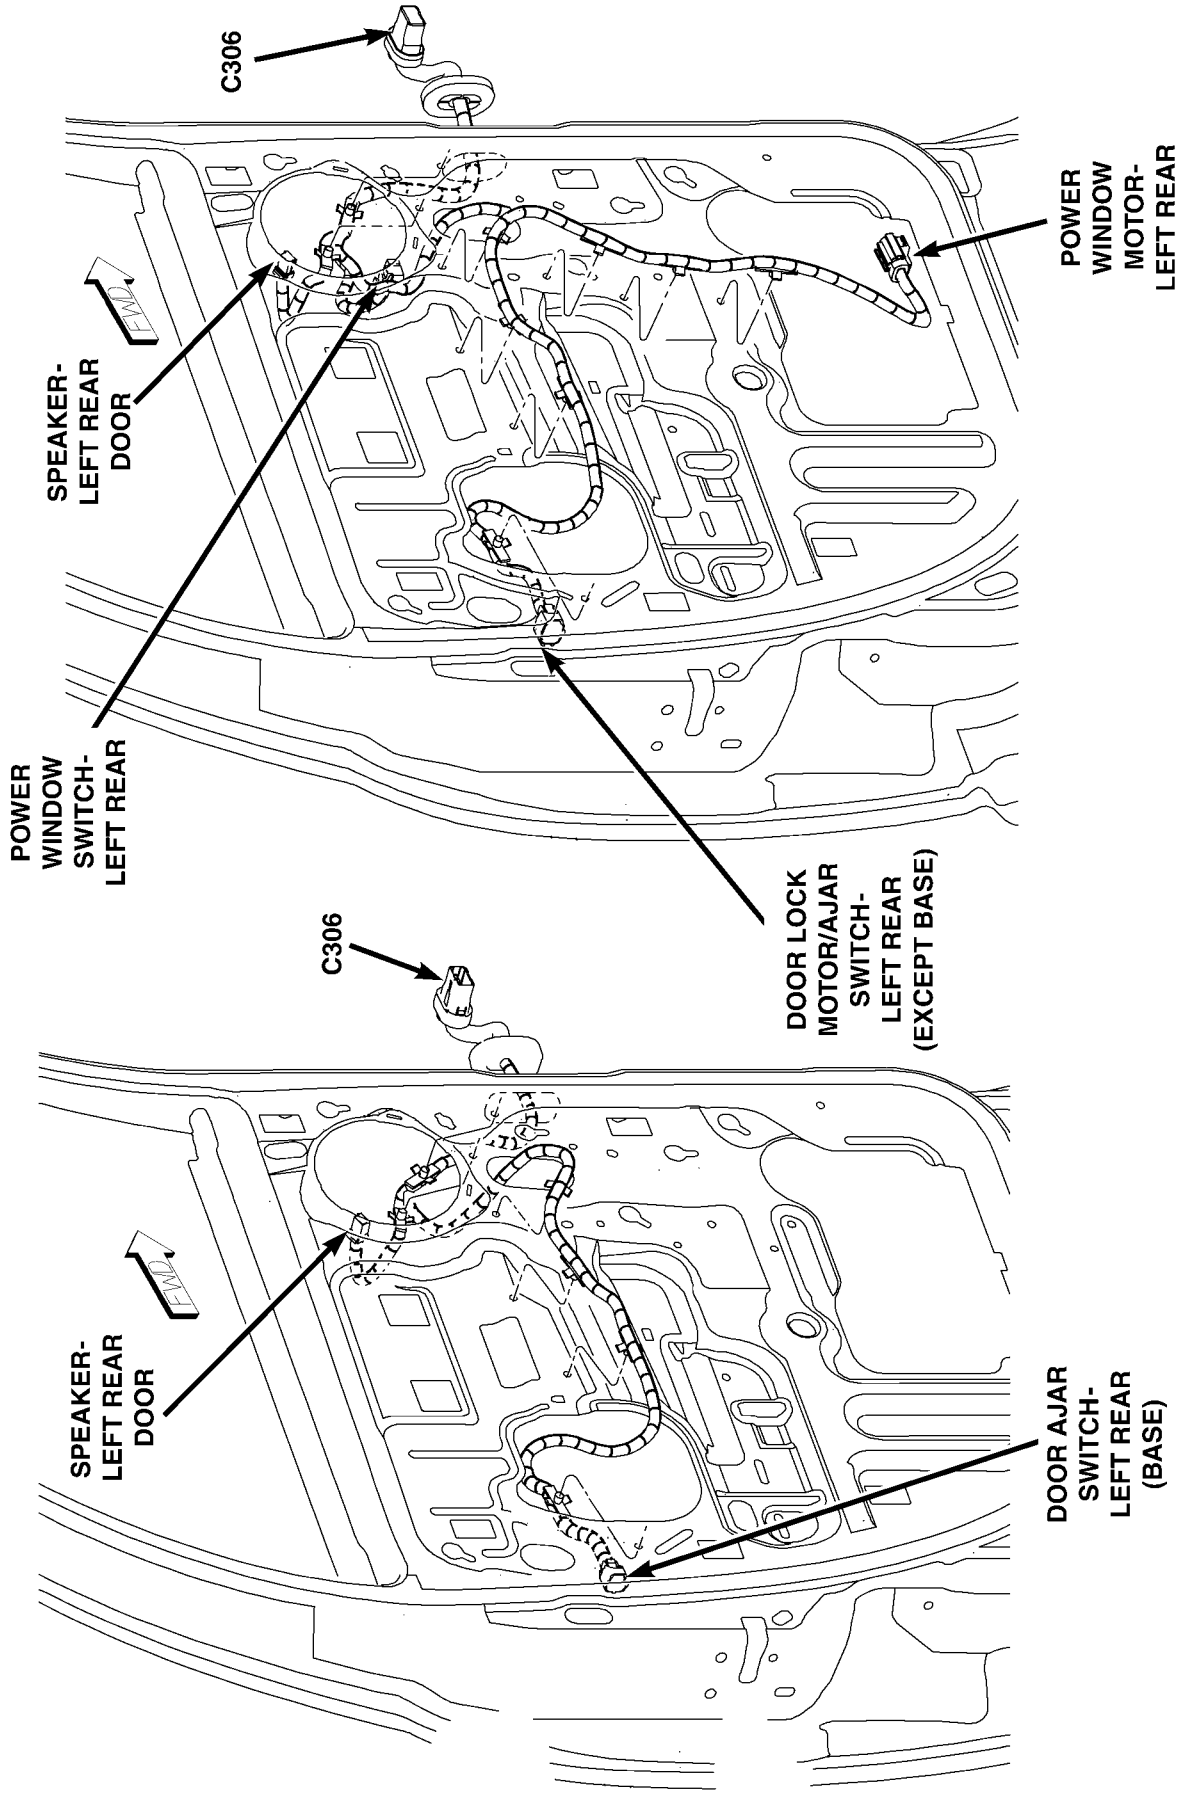 C306
FWD
SPEAKER-
LEFT REAR
DOOR
DOOR AJAR
SWITCH-
LEFT REAR
(BASE)
POWER
WINDOW
SWITCH-
LEFT REAR
SPEAKER-
LEFT REAR
DOOR
FWD
C306
DOOR LOCK
MOTOR/AJAR
SWITCH-
LEFT REAR
(EXCEPT BASE)
POWER
WINDOW
MOTOR-
LEFT REAR